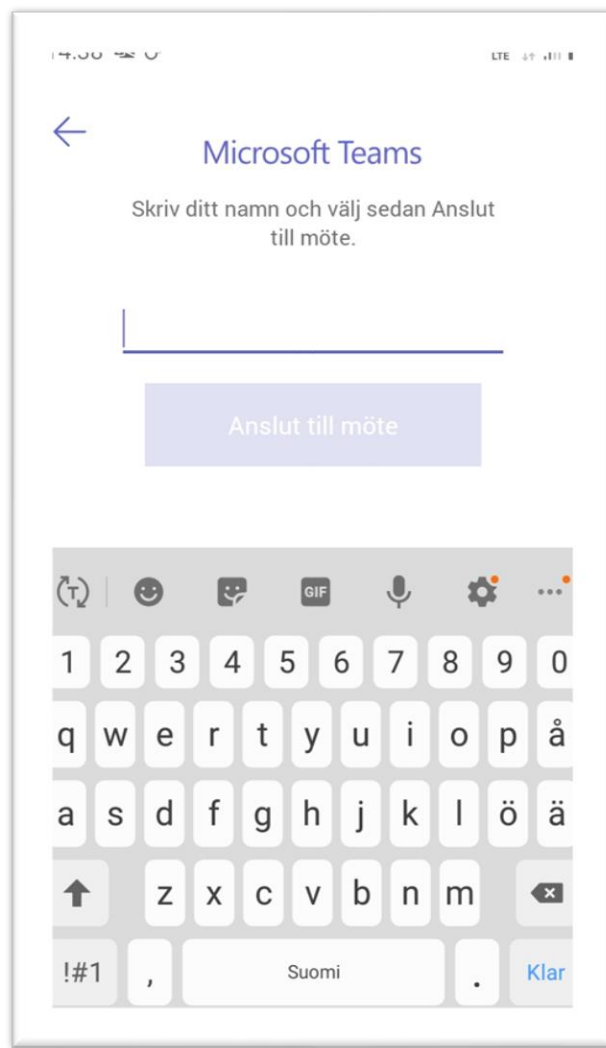 LTE
Microsoft Teams
Skriv ditt namn och välj sedan Anslut
till möte.
Anslut till möte
GIF
1 2 3 4 5 6 7 8 9 0
q w e r t y u i o p å
a s d f g h j k l ö ä
z x c v b n m
!#1 , Suomi . Klar